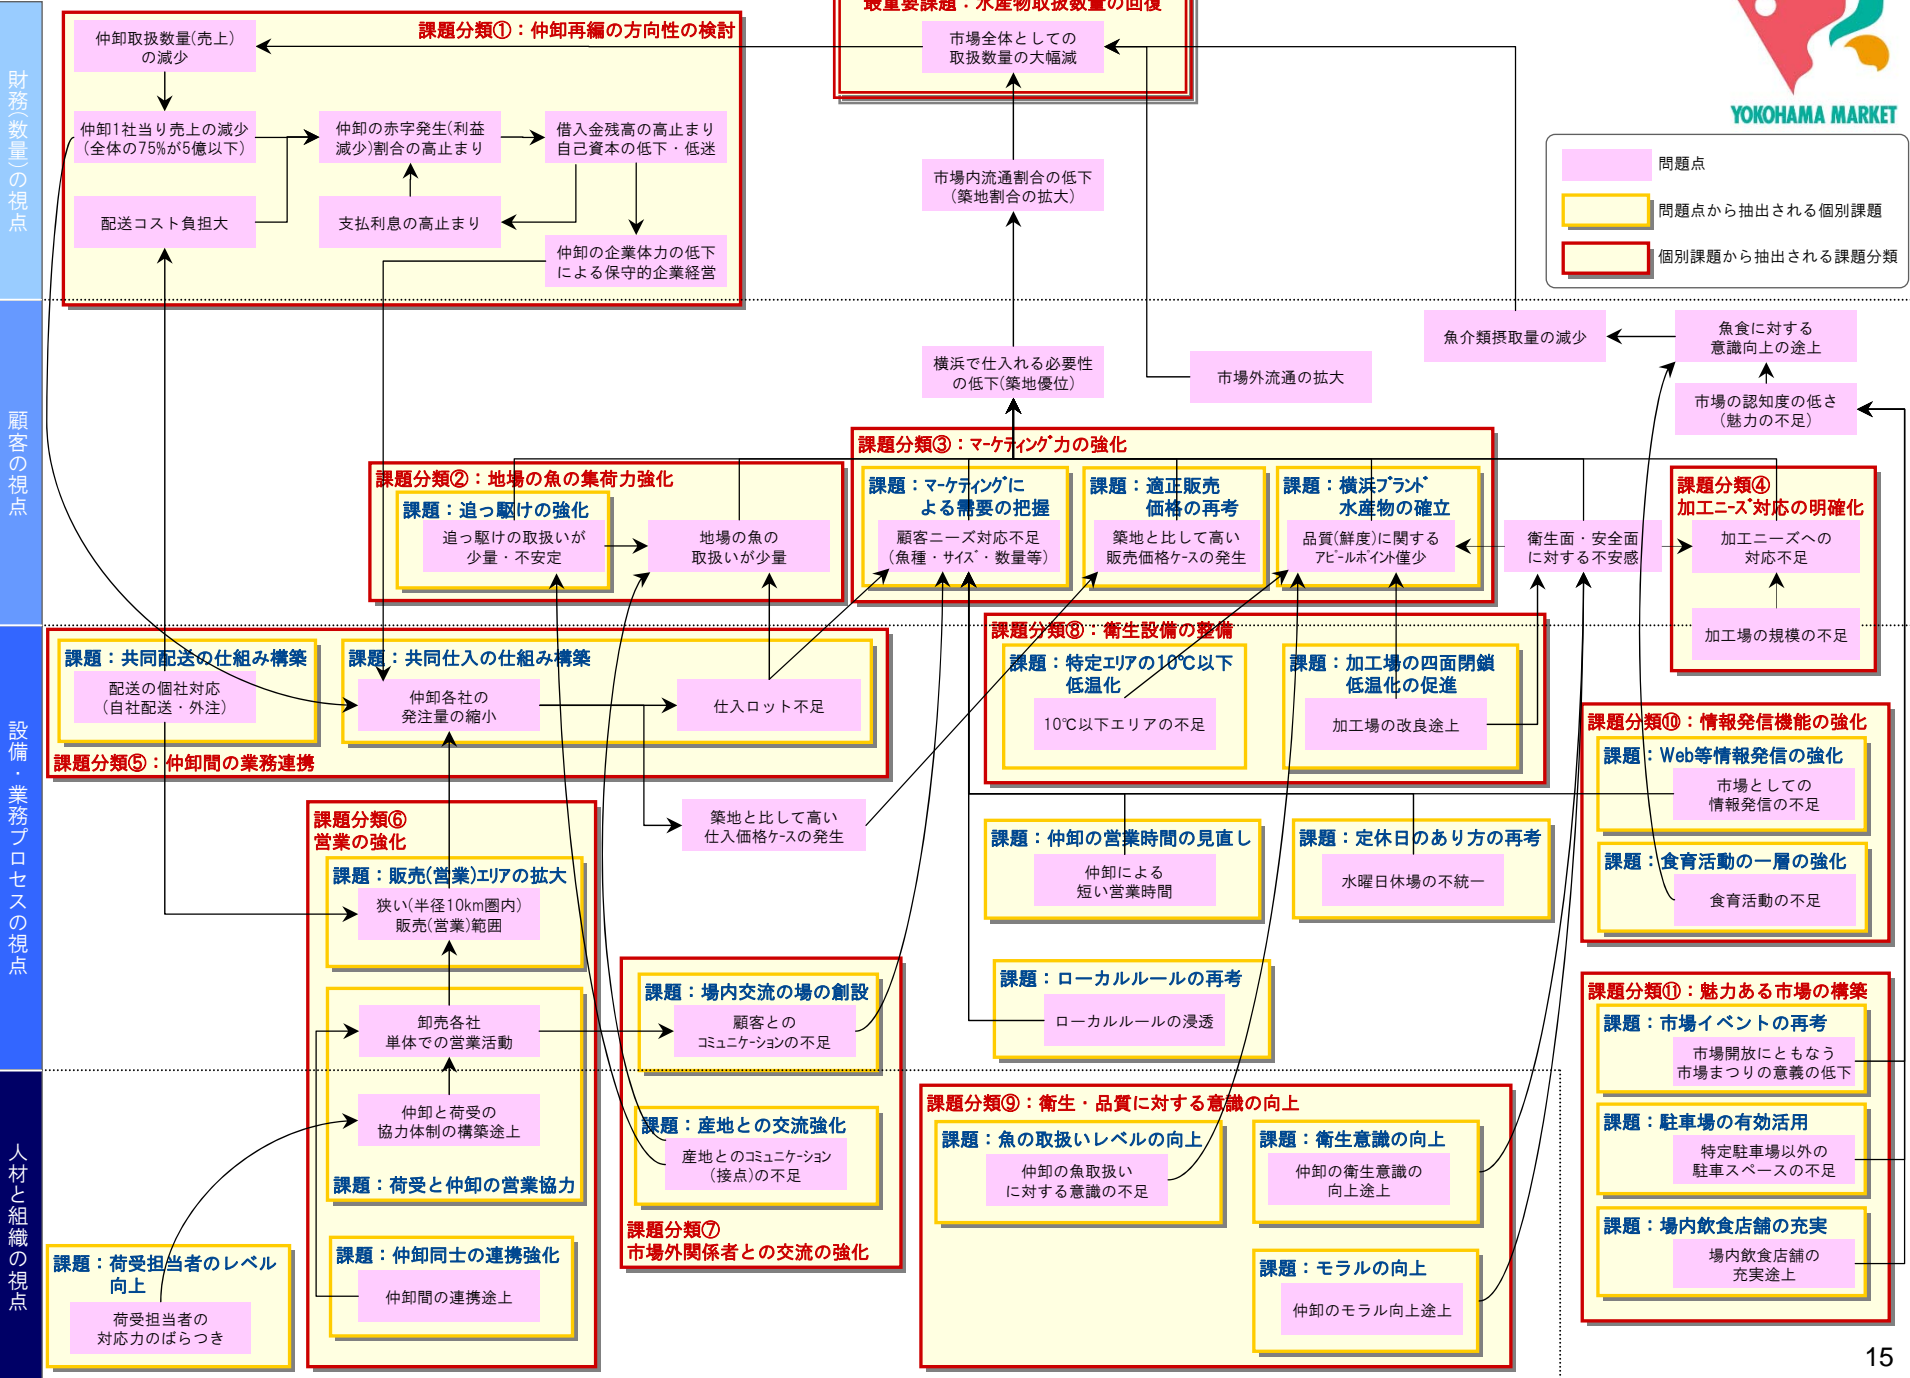 最重要課題：水産物取扱数量の回復
市場全体としての
取扱数量の大幅減
YOKOHAMA MARKET
問題点
問題点から抽出される個別課題
個別課題から抽出される課題分類
財務(数量)の視点
課題分類①：仲卸再編の方向性の検討
仲卸取扱数量(売上)
の減少
仲卸1社当り売上の減少
(全体の75%が5億以下)
仲卸の赤字発生(利益
減少)割合の高止まり
借入金残高の高止まり
自己資本の低下・低迷
配送コスト負担大
支払利息の高止まり
仲卸の企業体力の低下
による保守的企業経営
市場内流通割合の低下
(築地割合の拡大)
顧客の視点
横浜で仕入れる必要性
の低下(築地優位)
市場外流通の拡大
魚介類摂取量の減少
魚食に対する
意識向上の途上
市場の認知度の低さ
(魅力の不足)
課題分類②：地場の魚の集荷力強化
課題：追っ駆けの強化
追っ駆けの取扱いが
少量・不安定
地場の魚の
取扱いが少量
課題分類③：マーケティング力の強化
課題：マーケティングに
よる需要の把握
顧客ニーズ対応不足
(魚種・サイズ・数量等)
課題：適正販売
価格の再考
築地と比して高い
販売価格ケースの発生
課題：横浜ブランド
水産物の確立
品質(鮮度)に関する
アピールポイント僅少
衛生面・安全面
に対する不安感
課題分類④
加工ニーズ対応の明確化
加工ニーズへの
対応不足
加工場の規模の不足
設備・業務プロセスの視点
課題：共同配送の仕組み構築
配送の個社対応
(自社配送・外注)
課題：共同仕入の仕組み構築
仲卸各社の
発注量の縮小
仕入ロット不足
課題分類⑤：仲卸間の業務連携
築地と比して高い
仕入価格ケースの発生
課題分類⑧：衛生設備の整備
課題：特定エリアの10℃以下
低温化
10℃以下エリアの不足
課題：加工場の四面閉鎖
低温化の促進
加工場の改良途上
課題分類⑩：情報発信機能の強化
課題：Web等情報発信の強化
市場としての
情報発信の不足
課題：食育活動の一層の強化
食育活動の不足
課題分類⑥
営業の強化
課題：販売(営業)エリアの拡大
狭い(半径10km圏内)
販売(営業)範囲
卸売各社
単体での営業活動
仲卸と荷受の
協力体制の構築途上
課題：荷受と仲卸の営業協力
課題：仲卸同士の連携強化
仲卸間の連携途上
課題：仲卸の営業時間の見直し
仲卸による
短い営業時間
課題：定休日のあり方の再考
水曜日休場の不統一
課題：ローカルルールの再考
ローカルルールの浸透
課題：場内交流の場の創設
顧客との
コミュニケーションの不足
課題：産地との交流強化
産地とのコミュニケーション
(接点)の不足
課題分類⑦
市場外関係者との交流の強化
課題分類⑪：魅力ある市場の構築
課題：市場イベントの再考
市場開放にともなう
市場まつりの意義の低下
課題：駐車場の有効活用
特定駐車場以外の
駐車スペースの不足
課題：場内飲食店舗の充実
場内飲食店舗の
充実途上
人材と組織の視点
課題：荷受担当者のレベル
向上
荷受担当者の
対応力のばらつき
課題分類⑨：衛生・品質に対する意識の向上
課題：魚の取扱いレベルの向上
仲卸の魚取扱い
に対する意識の不足
課題：衛生意識の向上
仲卸の衛生意識の
向上途上
課題：モラルの向上
仲卸のモラル向上途上
15